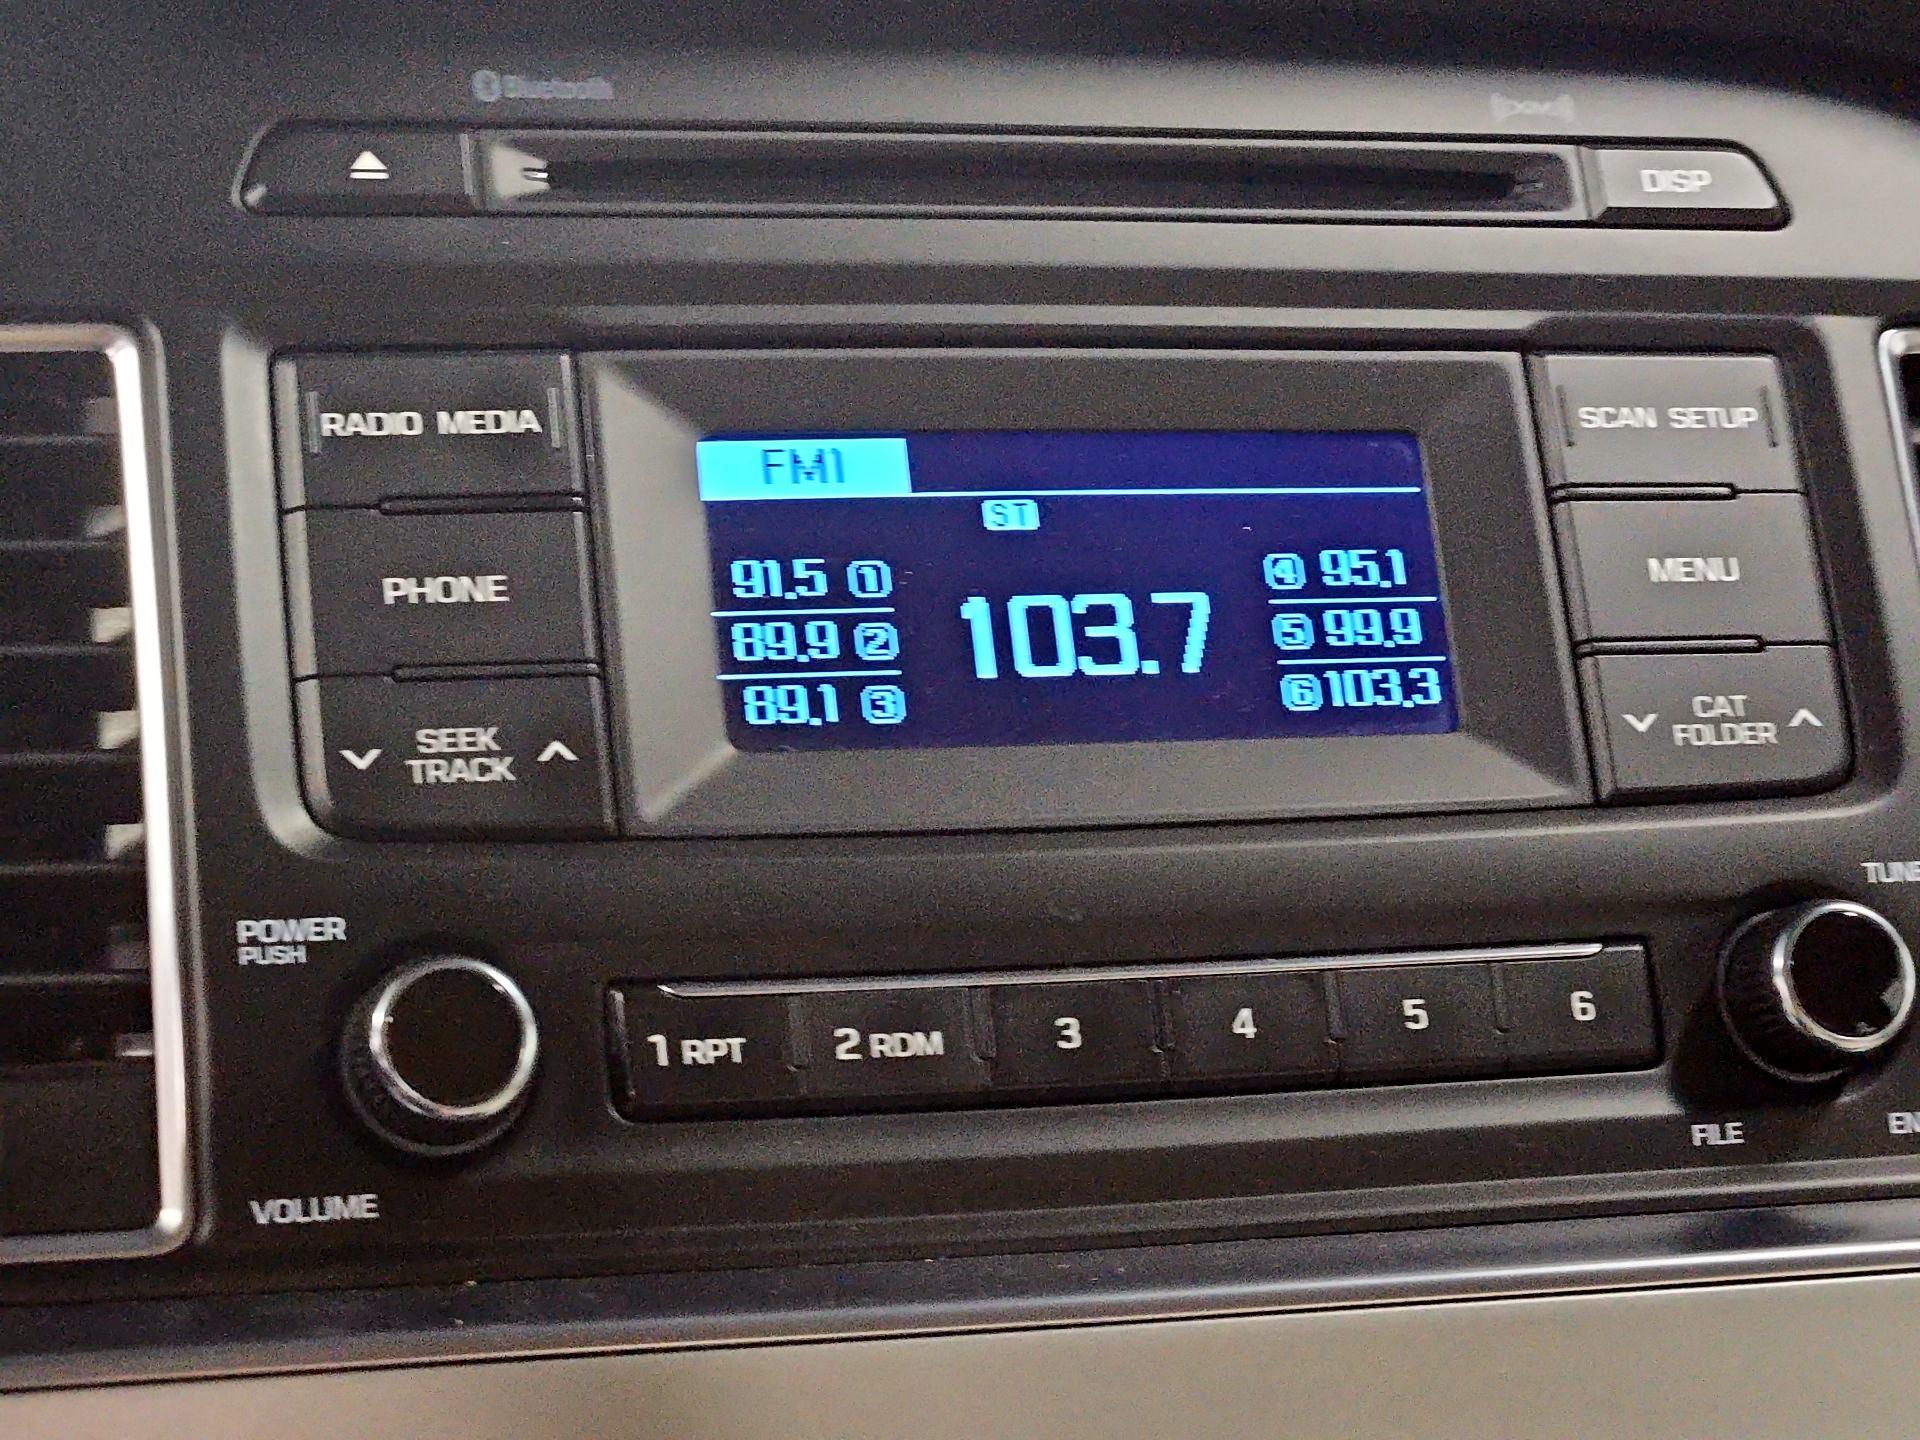 Bluetooth
DISP
RADIO MEDIA
SCAN SETUP
FM1
ST
PHONE
MENU
91.5 1
4 95.1
89.9 2
103.7
5 99.9
89.1 3
6 103.3
SEEK
TRACK
CAT
FOLDER
POWER
PUSH
TUNE
1 RPT
2 RDM
3
4
5
6
VOLUME
FILE